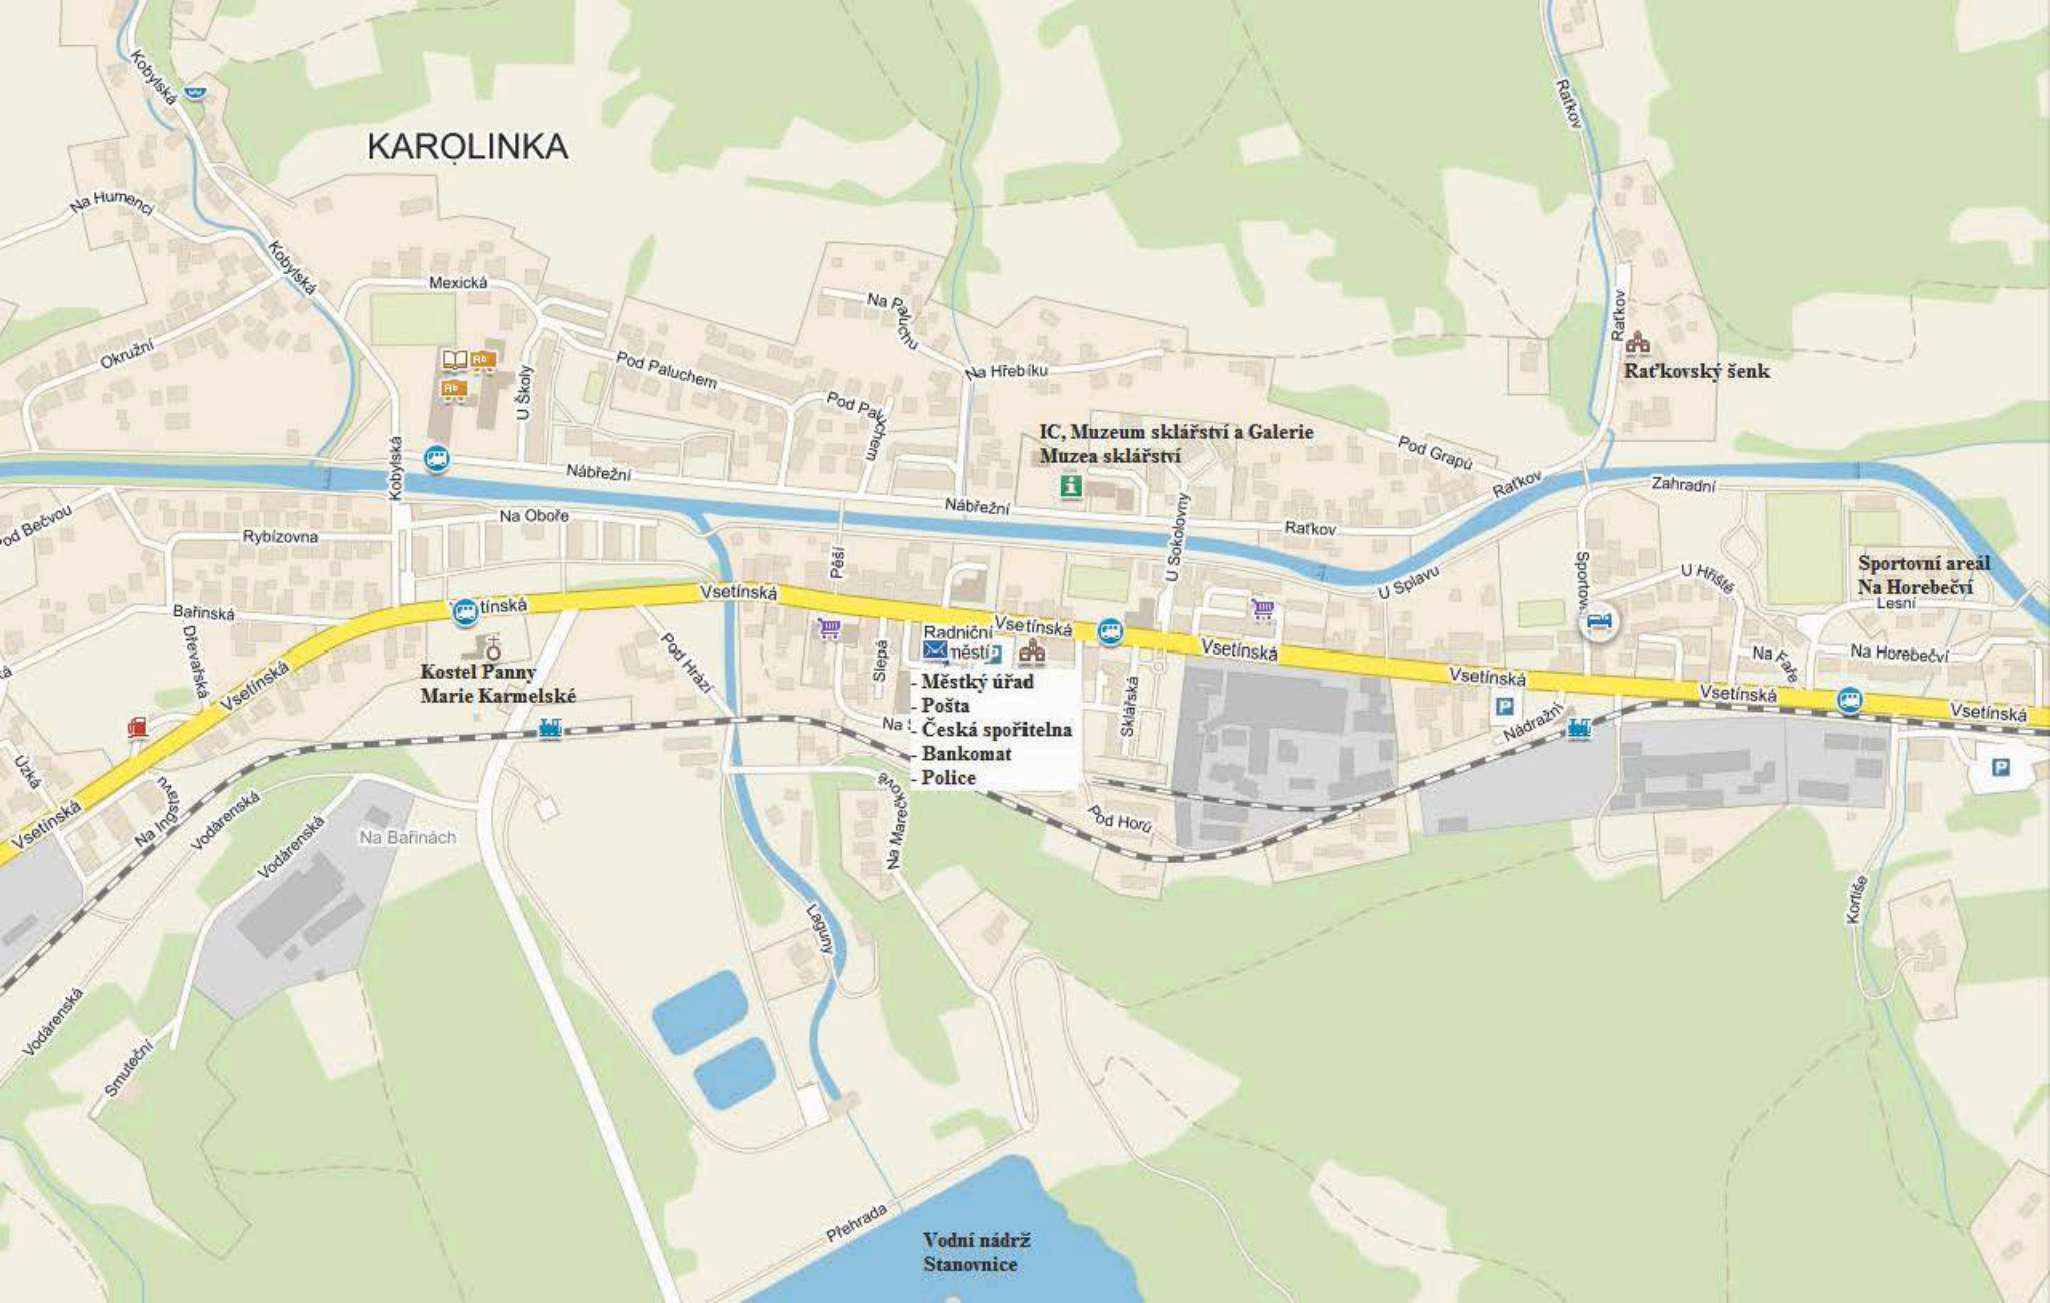 Kobylská
KAROLINKA
Raťkov
Na Humenci
Kobylská
Mexická
Na Paluchu
Raťkov
Okružní
Pod Paluchem
Na Hřebíku
Raťkovský šenk
U Školy
Pod Paluchem
IC, Muzeum sklářství a Galerie
Muzea sklářství
Pod Grapů
Kobylská
Nábřežní
Nábřežní
Raťkov
Zahradní
Raťkov
Na Oboře
Pod Bečvou
Rybízovna
Pěší
U Sokolovny
U Splavu
Sportovní areál
Na Horebečví
U Hřiště
Lesní
Vsetínská
tínská
Bařinská
Dřevařská
Radniční
městí
Vsetínská
Vsetínská
Na Faře
Na Horebečví
Pod Hrází
Slepá
Kostel Panny
Marie Karmelské
Vsetínská
- Městký úřad
- Pošta
- Česká spořitelna
- Bankomat
- Police
Sklářská
Vsetínská
Vsetínská
Vsetínská
Nádražní
P
P
Úzká
Vsetínská
Na Ingstavu
Vodárenská
Vodárenská
Na Bařinách
Na Marečkově
Pod Horů
Kortiše
Laguny
Vodárenská
Smuteční
Přehrada
Vodní nádrž
Stanovnice